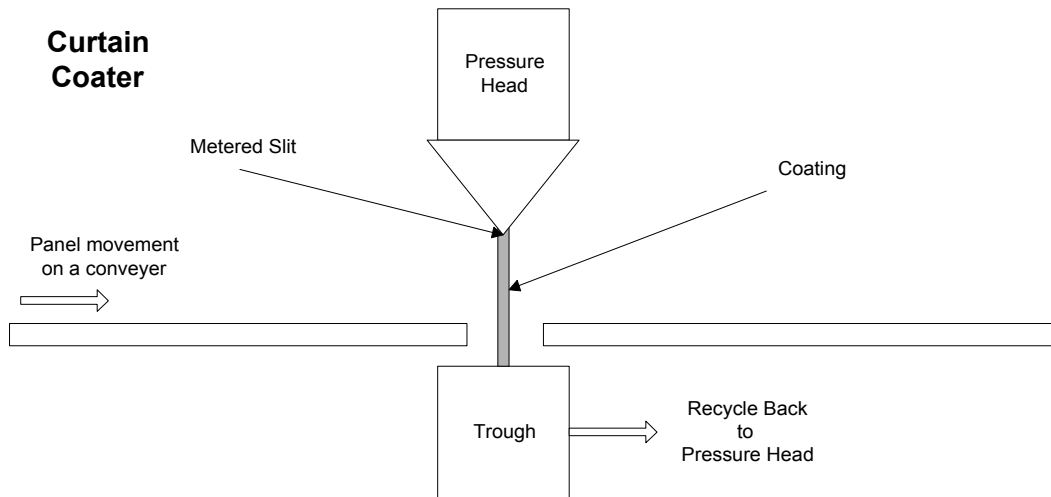 Curtain
Coater
Pressure
Head
Metered Slit
Coating
Panel movement
on a conveyer
Trough
Recycle Back
to
Pressure Head